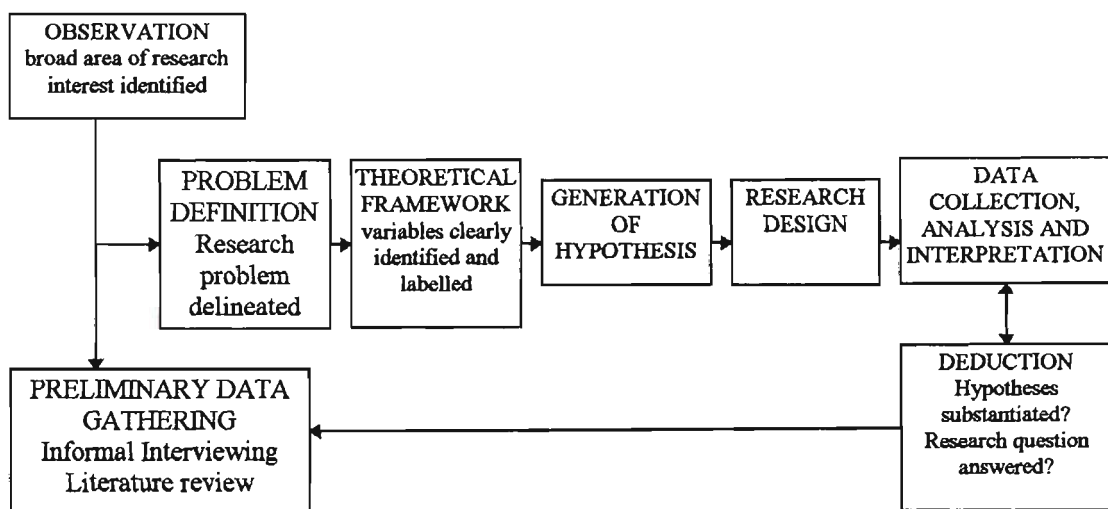 OBSERVATION
broad area of research
interest identified
PROBLEM
DEFINITION
Research
problem
delineated
THEORETICAL
FRAMEWORK
variables clearly
identified and
labelled
GENERATION
OF
HYPOTHESIS
RESEARCH
DESIGN
DATA
COLLECTION,
ANALYSIS AND
INTERPRETATION
PRELIMINARY DATA
GATHERING
Informal Interviewing
Literature review
DEDUCTION
Hypotheses
substantiated?
Research question
answered?